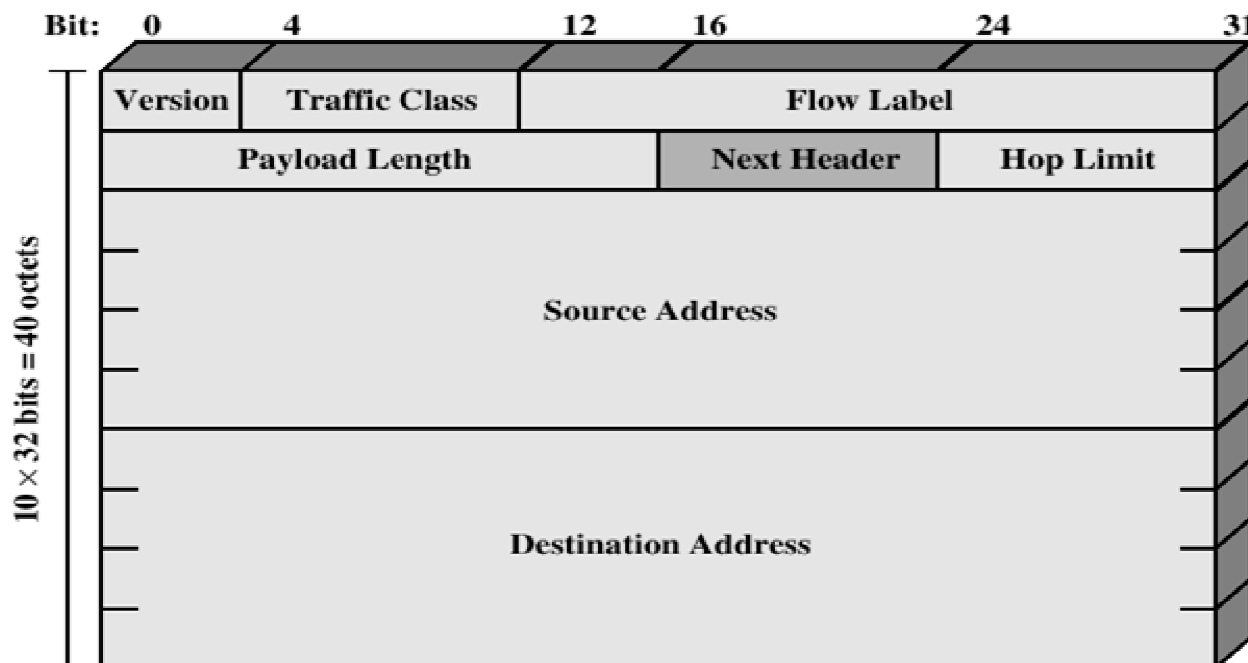 Bit: 0 4 12 16 24 31
Version Traffic Class Flow Label
Payload Length Next Header Hop Limit
Source Address
10 × 32 bits = 40 octets
Destination Address